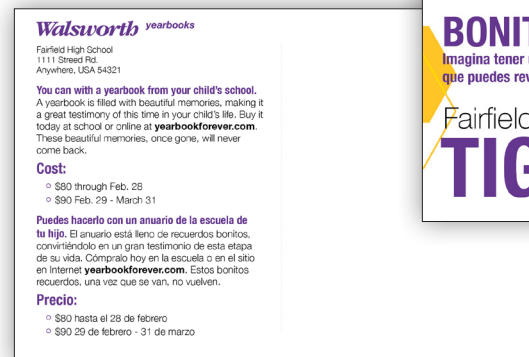 Walsworth yearbooks
Fairfield High School
1111 Streed Rd.
Anywhere, USA 54321
You can with a yearbook from your child's school.
A yearbook is filled with beautiful memories, making it
a great testimony of this time in your child's life. Buy it
today at school or online at yearbookforever.com.
These beautiful memories, once gone, will never
come back.
Cost:
$80 through Feb. 28
$90 Feb. 29 - March 31
Puedes hacerlo con un anuario de la escuela de
tu hijo. El anuario está lleno de recuerdos bonitos,
convirtiéndolo en un gran testimonio de esta etapa
de su vida. Cómpralo hoy en la escuela o en el sitio
en Internet yearbookforever.com. Estos bonitos
recuerdos, una vez que se van, no vuelven.
Precio:
$80 hasta el 28 de febrero
$90 29 de febrero - 31 de marzo
BONIT
Imagina tener
que puedes rev
Fairfield
TIG